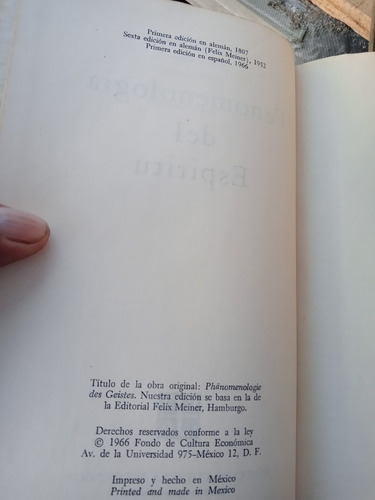 Primera edición en alemán, 1807
Sexta edición en alemán (Felix Meiner), 1952
Primera edición en español, 1966
Fenomenología
del
Espíritu
Título de la obra original: Phänomenologie
des Geistes. Nuestra edición se basa en la de
la Editorial Felix Meiner, Hamburgo.
Derechos reservados conforme a la ley
© 1966 Fondo de Cultura Económica
Av. de la Universidad 975-México 12, D. F.
Impreso y hecho en México
Printed and made in Mexico